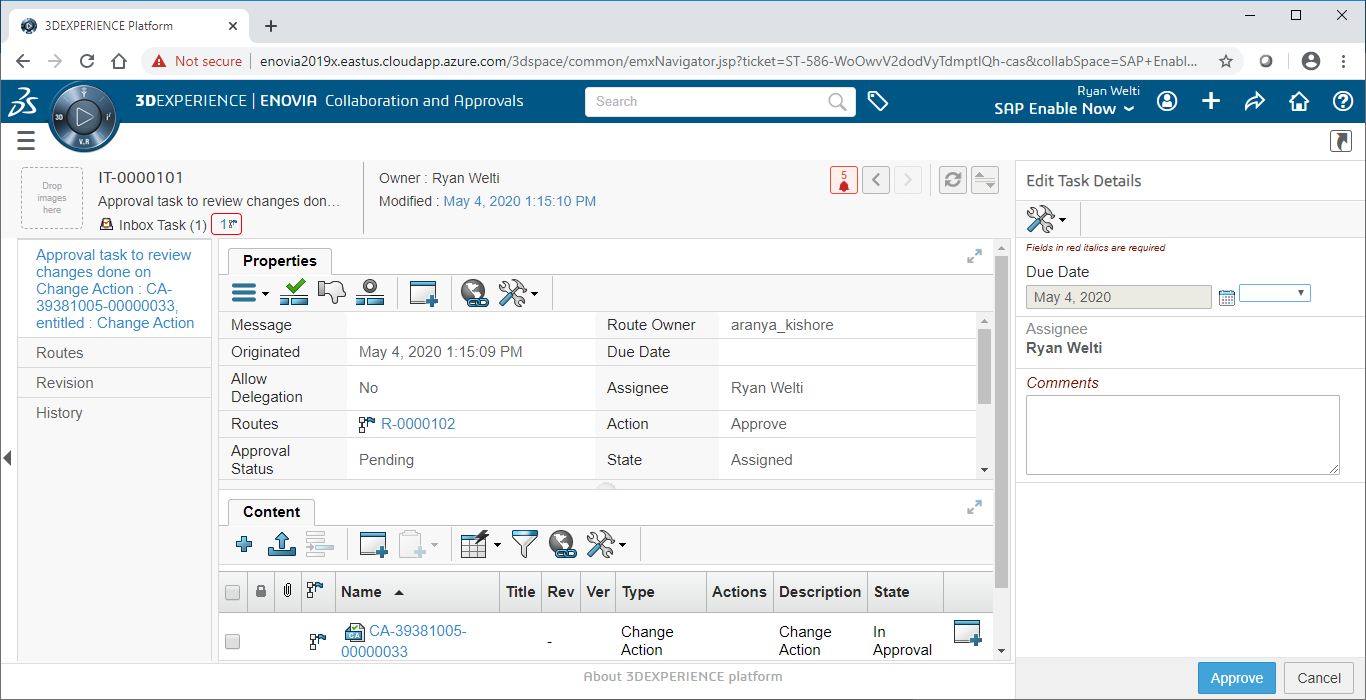 3DEXPERIENCE Platform
Not secure
enovia2019x.eastus.cloudapp.azure.com/3dspace/common/emxNavigator.jsp?ticket=ST-586-WoOwvV2dodVyTdmptIQh-cas&collabSpace=SAP+Enabl...
3DEXPERIENCE | ENOVIA Collaboration and Approvals
Search
Ryan Welti
SAP Enable Now
3D
V.R
Drop
images
here
IT-0000101
Approval task to review changes don...
Inbox Task (1)
1
Owner : Ryan Welti
Modified : May 4, 2020 1:15:10 PM
5
Approval task to review
changes done on
Change Action : CA-
39381005-00000033,
entitled : Change Action
Routes
Revision
History
Properties
Message
Route Owner
aranya_kishore
Originated
May 4, 2020 1:15:09 PM
Due Date
Allow
Delegation
No
Assignee
Ryan Welti
Routes
R-0000102
Action
Approve
Approval
Status
Pending
State
Assigned
Content
Name
Title
Rev
Ver
Type
Actions
Description
State
CA
CA-39381005-
00000033
-
Change
Action
Change
Action
In
Approval
About 3DEXPERIENCE platform
Edit Task Details
Fields in red italics are required
Due Date
May 4, 2020
Assignee
Ryan Welti
Comments
Approve
Cancel